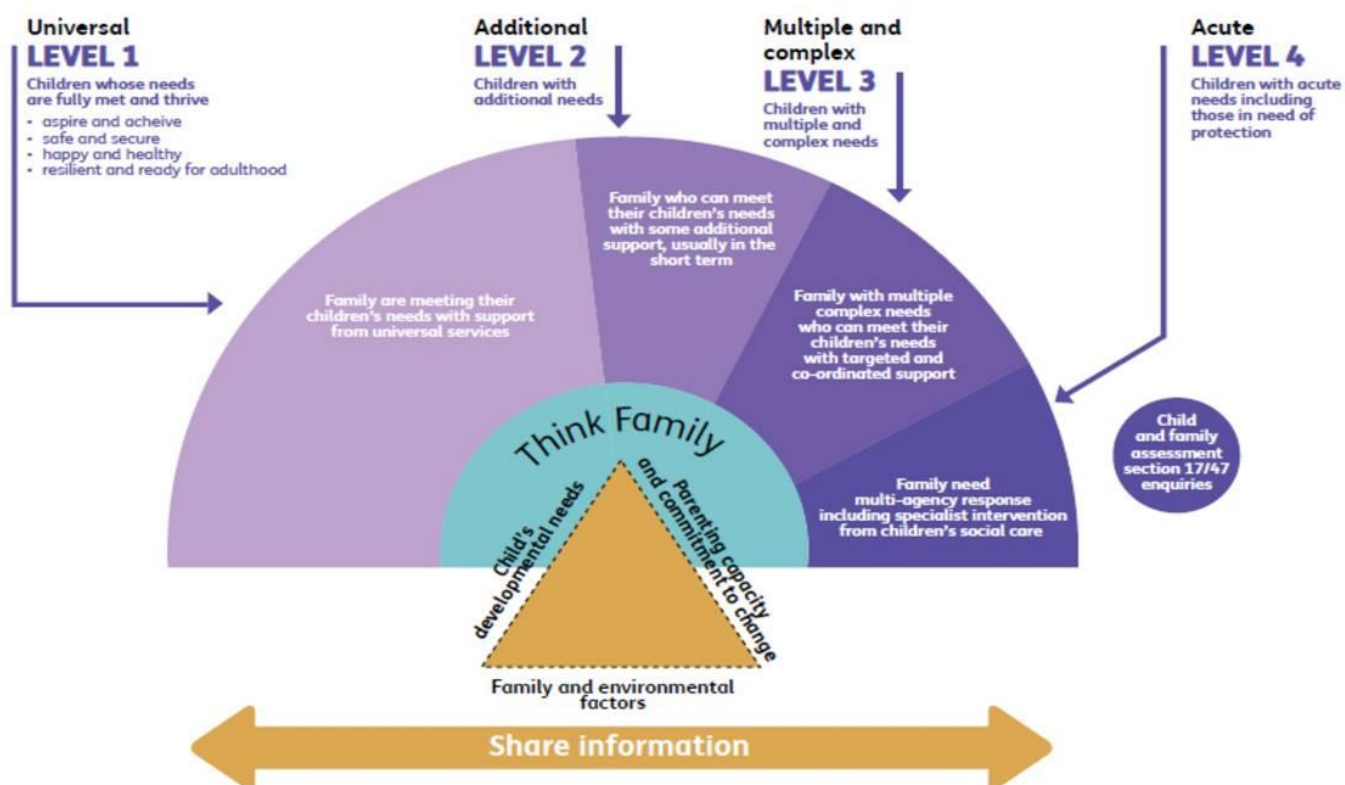 Universal
LEVEL 1
Children whose needs
are fully met and thrive
• aspire and acheive
• safe and secure
• happy and healthy
• resilient and ready for adulthood
Additional
LEVEL 2
Children with
additional needs
Multiple and
complex
LEVEL 3
Children with
multiple and
complex needs
Acute
LEVEL 4
Children with acute
needs including
those in need of
protection
Family are meeting their
children's needs with support
from universal services
Family who can meet
their children's needs
with some additional
support, usually in the
short term
Family with multiple
complex needs
who can meet their
children's needs
with targeted and
co-ordinated support
Family need
multi-agency response
including specialist intervention
from children's social care
Child
and family
assessment
section 17/47
enquiries
Think Family
Child's
developmental needs
Parenting capacity
and commitment to change
Family and environmental
factors
Share information